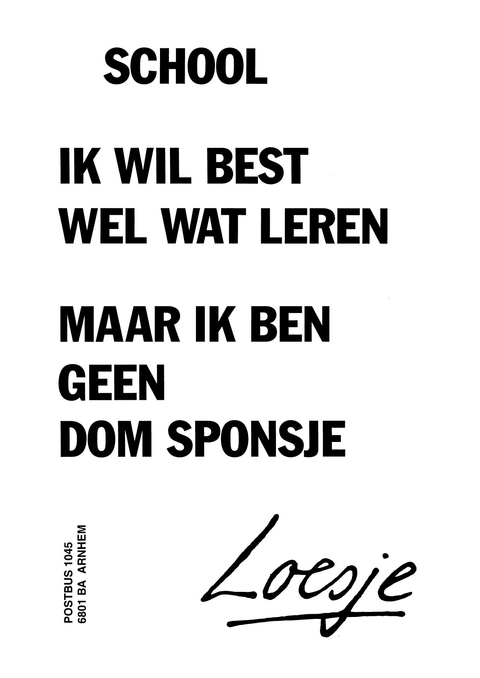 SCHOOL
IK WIL BEST
WEL WAT LEREN
MAAR IK BEN
GEEN
DOM SPONSJE
POSTBUS 1045
6801 BA ARNHEM
Loesje